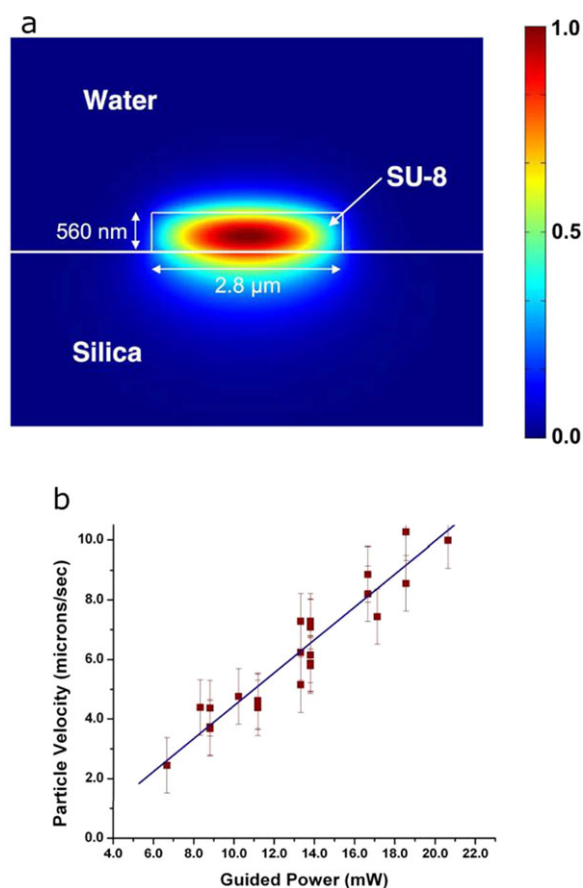 a
1.0
Water
SU-8
560 nm
0.5
2.8 μm
Silica
0.0
b
10.0
8.0
6.0
4.0
2.0
0.0
Particle Velocity (microns/sec)
4.0 6.0 8.0 10.0 12.0 14.0 16.0 18.0 20.0 22.0
Guided Power (mW)